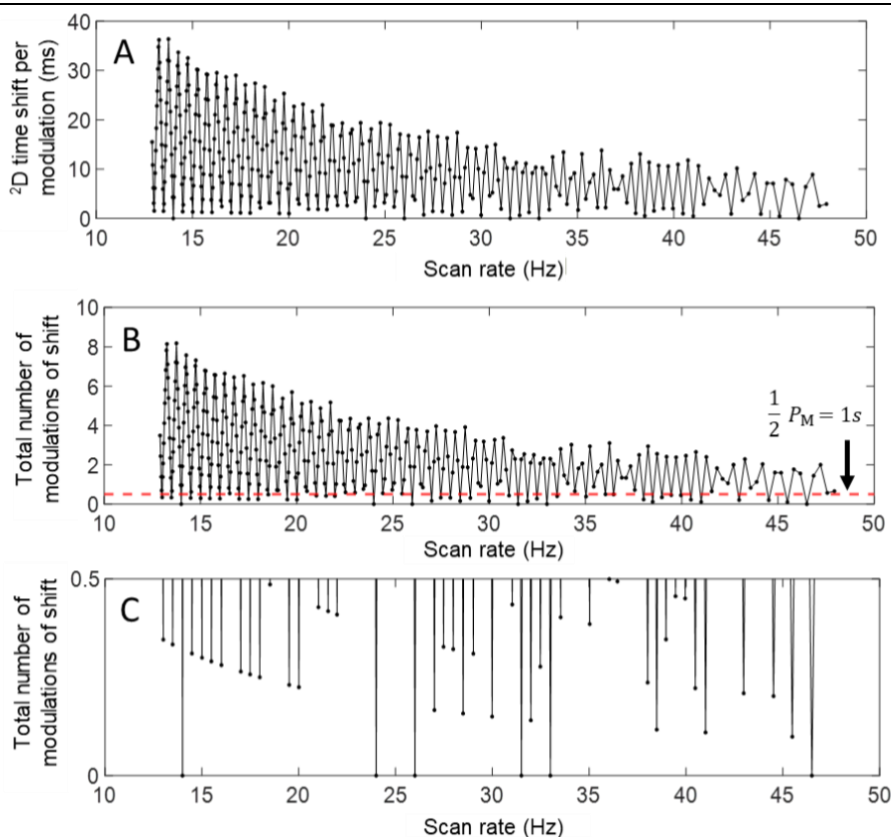 A
²D time shift per
modulation (ms)
40
30
20
10
0
10 15 20 25 30 35 40 45 50
Scan rate (Hz)
B
Total number of
modulations of shift
10
8
6
4
2
0
1/2 P_M = 1s
10 15 20 25 30 35 40 45 50
Scan rate (Hz)
C
Total number of
modulations of shift
0.5
0
10 15 20 25 30 35 40 45 50
Scan rate (Hz)